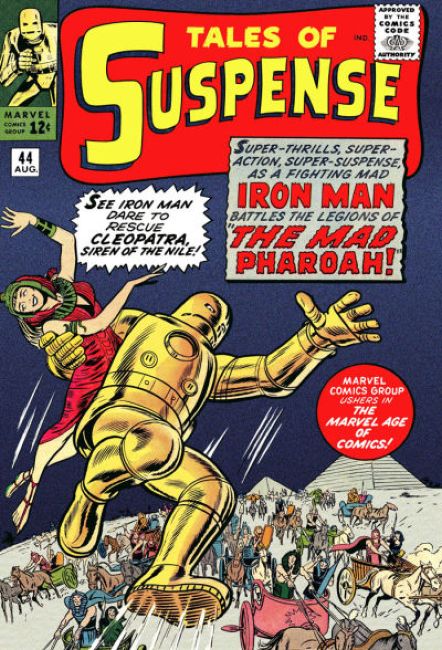 APPROVED
BY THE
COMICS
CODE
AUTHORITY
IND.
MARVEL
COMICS
GROUP 12¢
44
AUG.
TALES OF
SUSPENSE
SUPER-THRILLS, SUPER-
ACTION, SUPER-SUSPENSE,
AS A FIGHTING MAD
IRON MAN
BATTLES THE LEGIONS OF
"THE MAD
PHAROAH!"
SEE IRON MAN
DARE TO
RESCUE
CLEOPATRA,
SIREN OF THE NILE!
MARVEL
COMICS GROUP
USHERS IN
THE
MARVEL AGE
OF
COMICS!